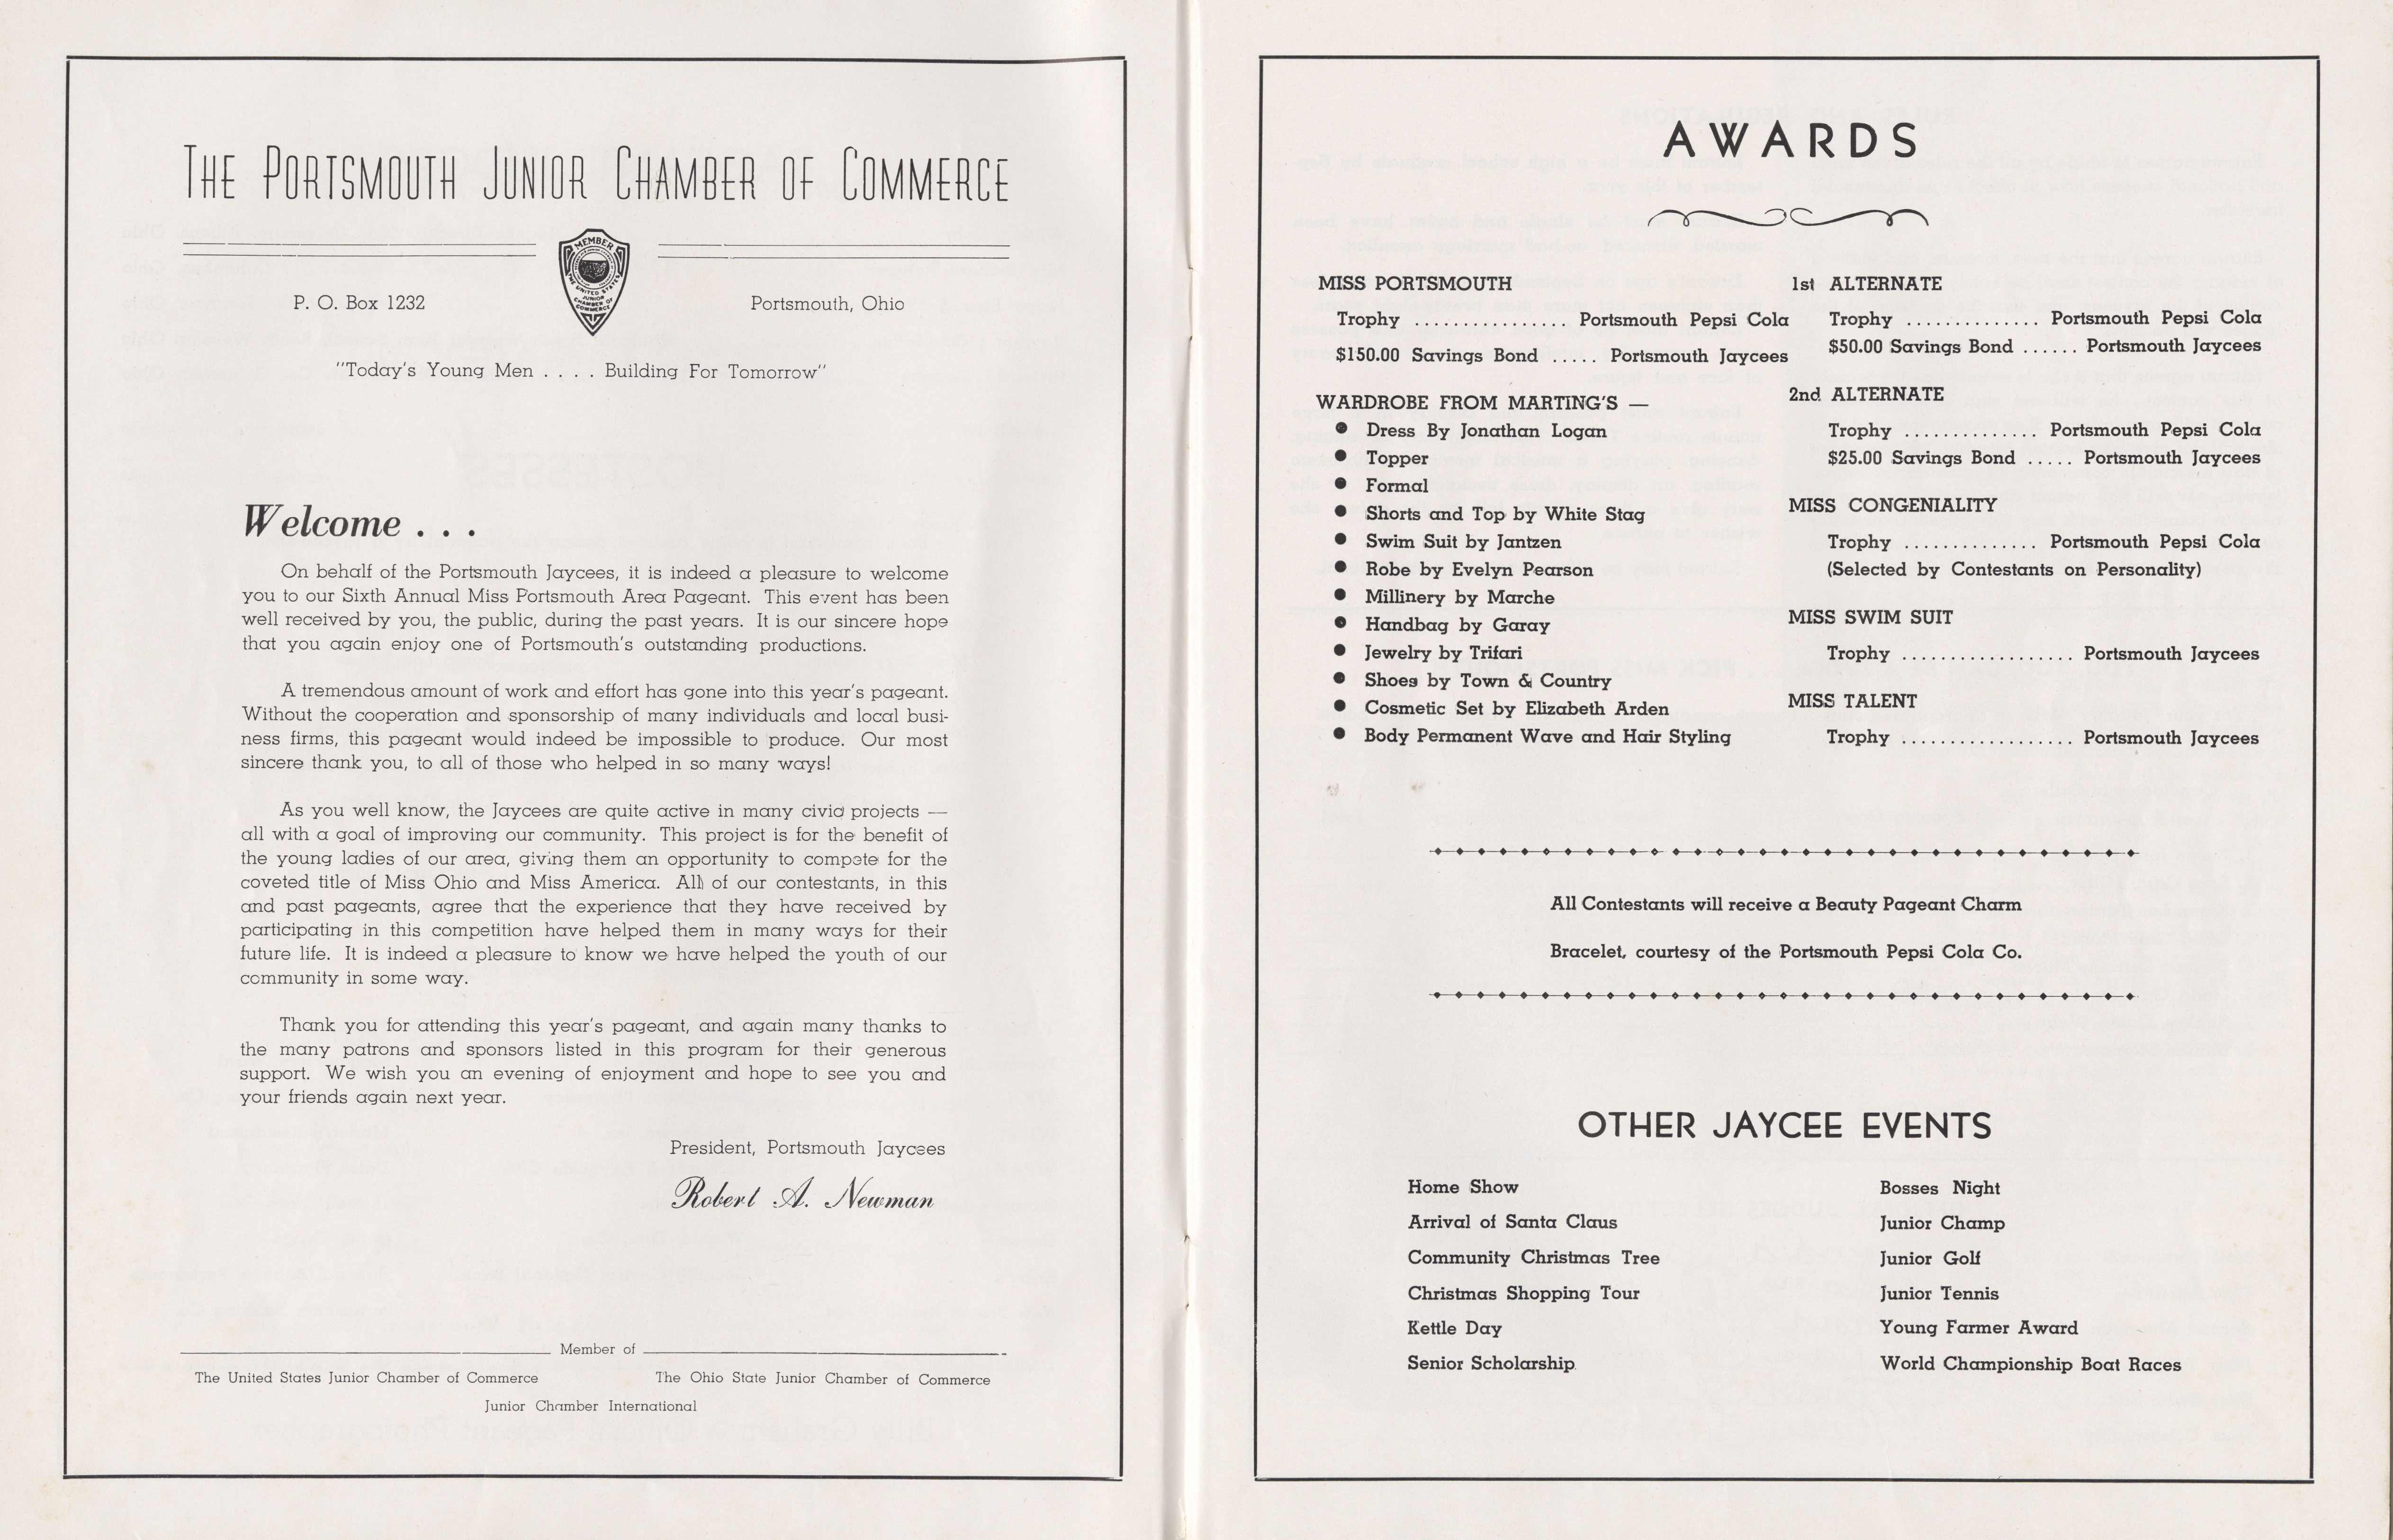 THE PORTSMOUTH JUNIOR CHAMBER OF COMMERCE
MEMBER
THE UNITED STATES
JUNIOR
CHAMBER OF
COMMERCE
P. O. Box 1232
Portsmouth, Ohio
"Today's Young Men . . . . Building For Tomorrow"
Welcome . . .
On behalf of the Portsmouth Jaycees, it is indeed a pleasure to welcome
you to our Sixth Annual Miss Portsmouth Area Pageant. This event has been
well received by you, the public, during the past years. It is our sincere hope
that you again enjoy one of Portsmouth's outstanding productions.
A tremendous amount of work and effort has gone into this year's pageant.
Without the cooperation and sponsorship of many individuals and local busi-
ness firms, this pageant would indeed be impossible to produce. Our most
sincere thank you, to all of those who helped in so many ways!
As you well know, the Jaycees are quite active in many civic projects —
all with a goal of improving our community. This project is for the benefit of
the young ladies of our area, giving them an opportunity to compete for the
coveted title of Miss Ohio and Miss America. All of our contestants, in this
and past pageants, agree that the experience that they have received by
participating in this competition have helped them in many ways for their
future life. It is indeed a pleasure to know we have helped the youth of our
community in some way.
Thank you for attending this year's pageant, and again many thanks to
the many patrons and sponsors listed in this program for their generous
support. We wish you an evening of enjoyment and hope to see you and
your friends again next year.
President, Portsmouth Jaycees
Robert A. Newman
Member of
The United States Junior Chamber of Commerce
The Ohio State Junior Chamber of Commerce
Junior Chamber International
AWARDS
MISS PORTSMOUTH
Trophy ............... Portsmouth Pepsi Cola
$150.00 Savings Bond ..... Portsmouth Jaycees
WARDROBE FROM MARTING'S —
● Dress By Jonathan Logan
● Topper
● Formal
● Shorts and Top by White Stag
● Swim Suit by Jantzen
● Robe by Evelyn Pearson
● Millinery by Marche
● Handbag by Garay
● Jewelry by Trifari
● Shoes by Town & Country
● Cosmetic Set by Elizabeth Arden
● Body Permanent Wave and Hair Styling
1st ALTERNATE
Trophy .............. Portsmouth Pepsi Cola
$50.00 Savings Bond ...... Portsmouth Jaycees
2nd ALTERNATE
Trophy .............. Portsmouth Pepsi Cola
$25.00 Savings Bond ..... Portsmouth Jaycees
MISS CONGENIALITY
Trophy .............. Portsmouth Pepsi Cola
(Selected by Contestants on Personality)
MISS SWIM SUIT
Trophy .................. Portsmouth Jaycees
MISS TALENT
Trophy .................. Portsmouth Jaycees
All Contestants will receive a Beauty Pageant Charm
Bracelet, courtesy of the Portsmouth Pepsi Cola Co.
OTHER JAYCEE EVENTS
Home Show
Arrival of Santa Claus
Community Christmas Tree
Christmas Shopping Tour
Kettle Day
Senior Scholarship
Bosses Night
Junior Champ
Junior Golf
Junior Tennis
Young Farmer Award
World Championship Boat Races